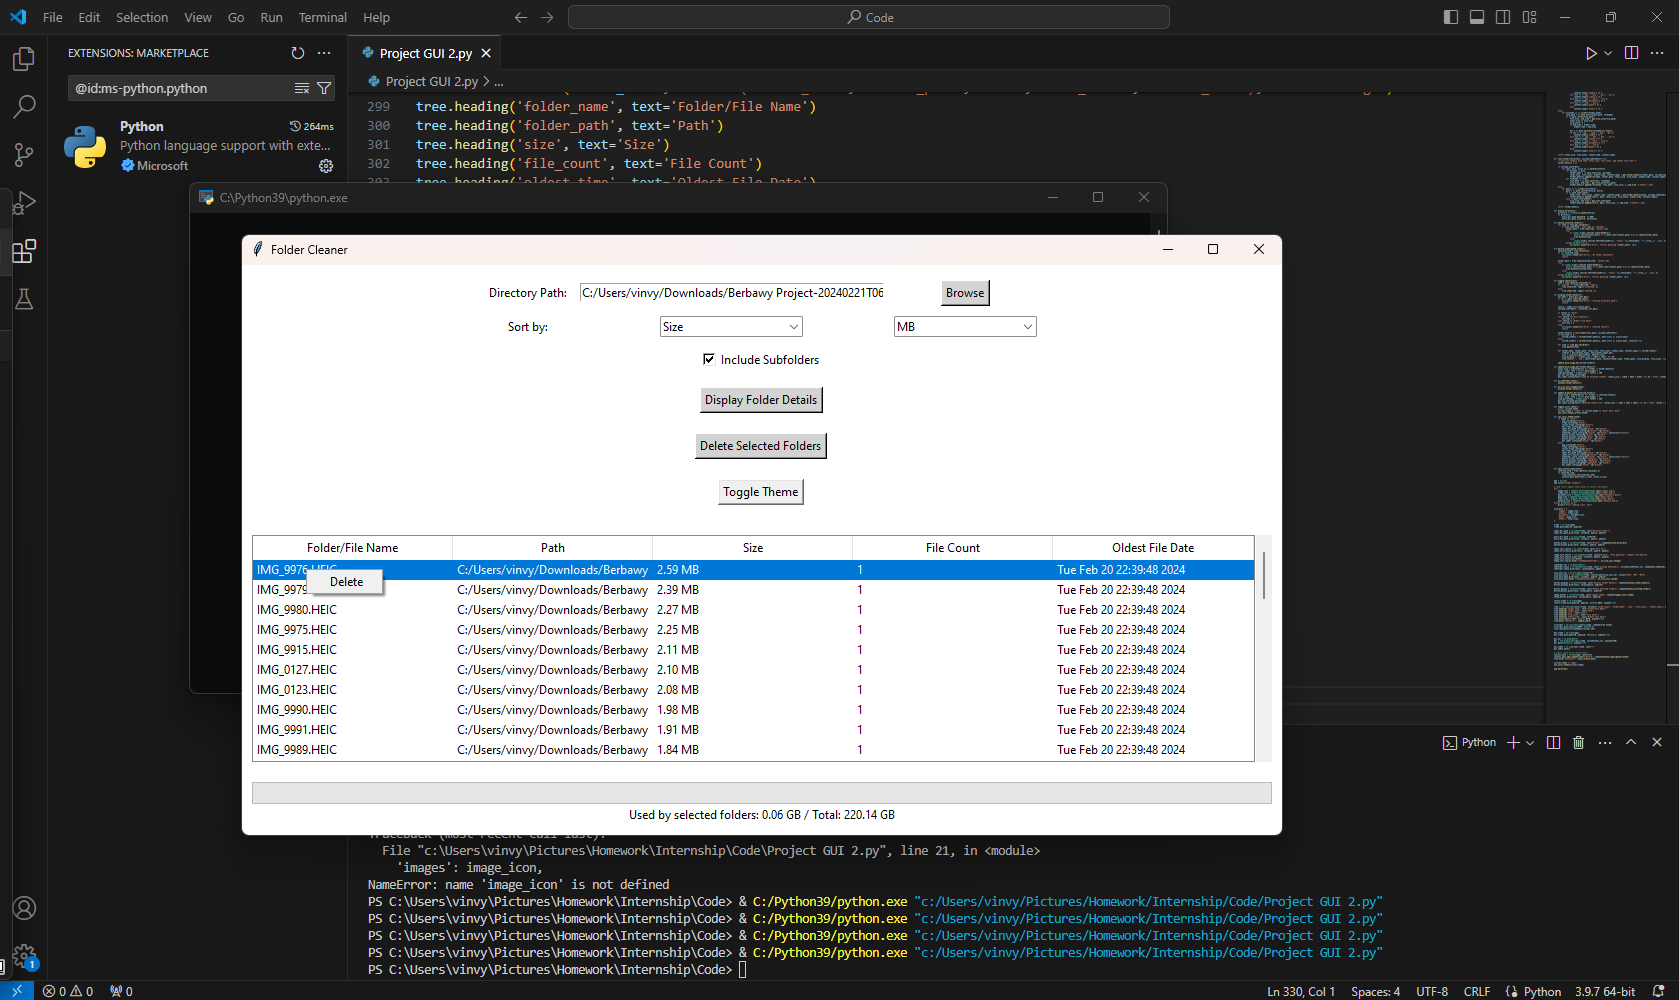 File Edit Selection View Go Run Terminal Help
Code
EXTENSIONS: MARKETPLACE
@id:ms-python.python
Python 264ms
Python language support with exte...
Microsoft
Project GUI 2.py
Project GUI 2.py > ...
299 tree.heading('folder_name', text='Folder/File Name')
300 tree.heading('folder_path', text='Path')
301 tree.heading('size', text='Size')
302 tree.heading('file_count', text='File Count')
303 tree.heading('oldest_time', text='Oldest File Date')
C:\Python39\python.exe
Folder Cleaner
Directory Path: C:/Users/vinvy/Downloads/Berbawy Project-20240221T06 Browse
Sort by: Size MB
Include Subfolders
Display Folder Details
Delete Selected Folders
Toggle Theme
Folder/File Name Path Size File Count Oldest File Date
IMG_9976.HEIC C:/Users/vinvy/Downloads/Berbawy 2.59 MB 1 Tue Feb 20 22:39:48 2024
Delete
IMG_9979 C:/Users/vinvy/Downloads/Berbawy 2.39 MB 1 Tue Feb 20 22:39:48 2024
IMG_9980.HEIC C:/Users/vinvy/Downloads/Berbawy 2.27 MB 1 Tue Feb 20 22:39:48 2024
IMG_9975.HEIC C:/Users/vinvy/Downloads/Berbawy 2.25 MB 1 Tue Feb 20 22:39:48 2024
IMG_9915.HEIC C:/Users/vinvy/Downloads/Berbawy 2.11 MB 1 Tue Feb 20 22:39:48 2024
IMG_0127.HEIC C:/Users/vinvy/Downloads/Berbawy 2.10 MB 1 Tue Feb 20 22:39:48 2024
IMG_0123.HEIC C:/Users/vinvy/Downloads/Berbawy 2.08 MB 1 Tue Feb 20 22:39:48 2024
IMG_9990.HEIC C:/Users/vinvy/Downloads/Berbawy 1.98 MB 1 Tue Feb 20 22:39:48 2024
IMG_9991.HEIC C:/Users/vinvy/Downloads/Berbawy 1.91 MB 1 Tue Feb 20 22:39:48 2024
IMG_9989.HEIC C:/Users/vinvy/Downloads/Berbawy 1.84 MB 1 Tue Feb 20 22:39:48 2024
Used by selected folders: 0.06 GB / Total: 220.14 GB
Python
Traceback (most recent call last):
File "c:\Users\vinvy\Pictures\Homework\Internship\Code\Project GUI 2.py", line 21, in <module>
'images': image_icon,
NameError: name 'image_icon' is not defined
PS C:\Users\vinvy\Pictures\Homework\Internship\Code> & C:/Python39/python.exe "c:/Users/vinvy/Pictures/Homework/Internship/Code/Project GUI 2.py"
PS C:\Users\vinvy\Pictures\Homework\Internship\Code> & C:/Python39/python.exe "c:/Users/vinvy/Pictures/Homework/Internship/Code/Project GUI 2.py"
PS C:\Users\vinvy\Pictures\Homework\Internship\Code> & C:/Python39/python.exe "c:/Users/vinvy/Pictures/Homework/Internship/Code/Project GUI 2.py"
PS C:\Users\vinvy\Pictures\Homework\Internship\Code> & C:/Python39/python.exe "c:/Users/vinvy/Pictures/Homework/Internship/Code/Project GUI 2.py"
PS C:\Users\vinvy\Pictures\Homework\Internship\Code>
1
0 0 0 Ln 330, Col 1 Spaces: 4 UTF-8 CRLF Python 3.9.7 64-bit